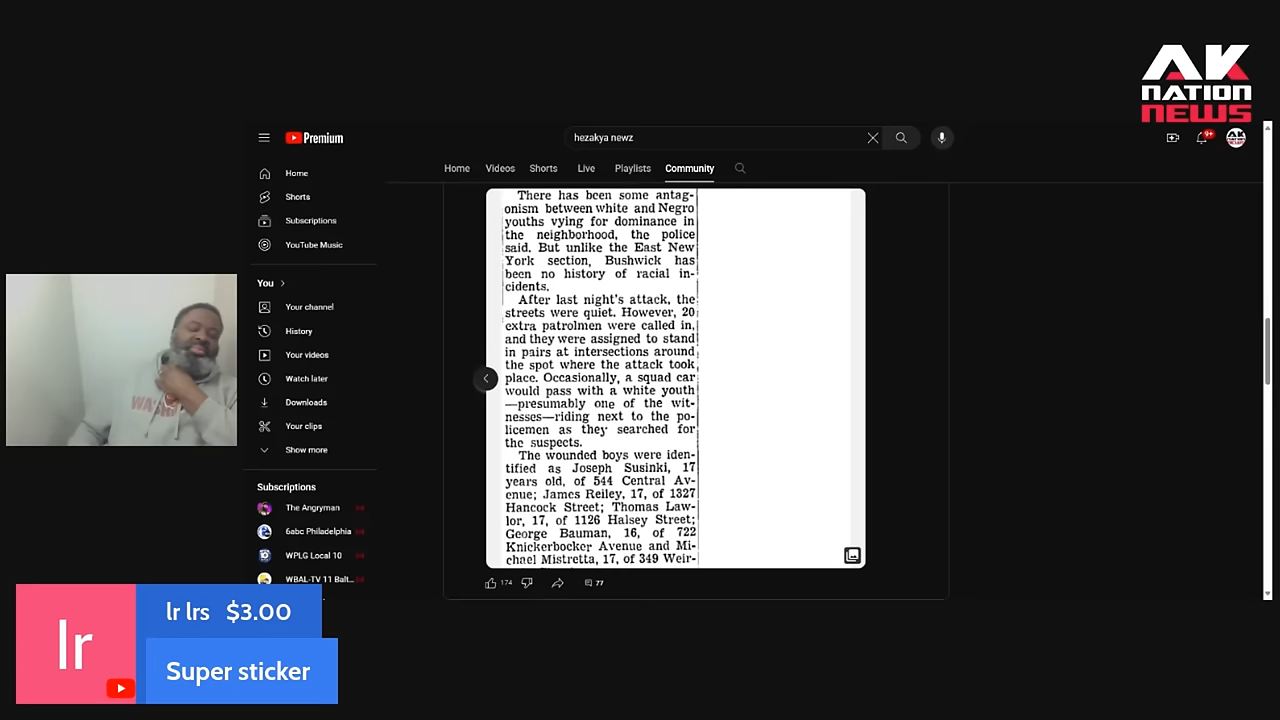 AK
NATION
NEWS
Premium
hezakya newz
9+
Home
Videos
Shorts
Live
Playlists
Community
Home
Shorts
Subscriptions
YouTube Music
You
Your channel
History
Your videos
Watch later
Downloads
Your clips
Show more
Subscriptions
The Angryman
6abc Philadelphia
WPLG Local 10
WBAL-TV 11 Balt...
There has been some antag-
onism between white and Negro
youths vying for dominance in
the neighborhood, the police
said. But unlike the East New
York section, Bushwick has
been no history of racial in-
cidents.
After last night's attack, the
streets were quiet. However, 20
extra patrolmen were called in,
and they were assigned to stand
in pairs at intersections around
the spot where the attack took
place. Occasionally, a squad car
would pass with a white youth
—presumably one of the wit-
nesses—riding next to the po-
licemen as they searched for
the suspects.
The wounded boys were iden-
tified as Joseph Susinki, 17
years old, of 544 Central Av-
enue; James Reiley, 17, of 1327
Hancock Street; Thomas Law-
lor, 17, of 1126 Halsey Street;
George Bauman, 16, of 722
Knickerbocker Avenue and Mi-
chael Mistretta, 17, of 349 Weir-
174
77
lr
lr lrs $3.00
Super sticker